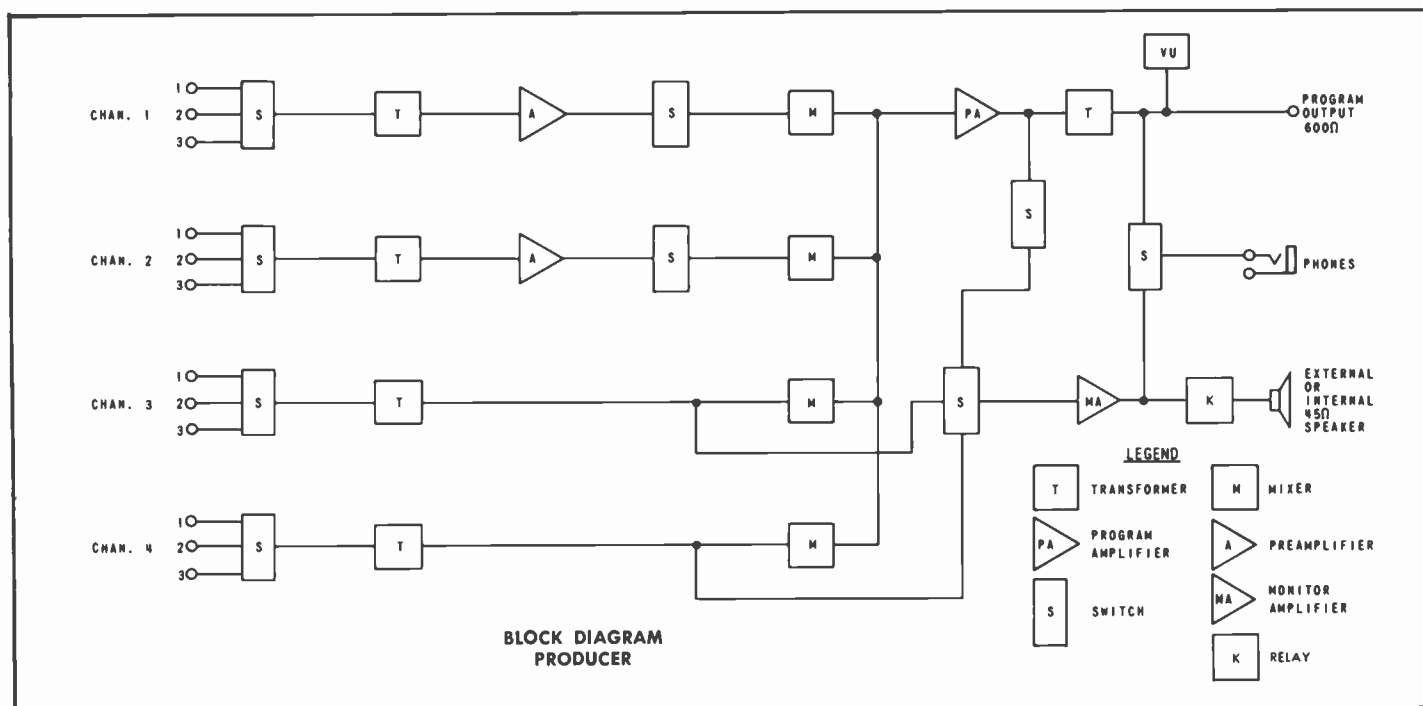 VU
CHAN. 1
1
2
3
S
T
A
S
M
PA
T
PROGRAM
OUTPUT
600Ω
S
CHAN. 2
1
2
3
S
T
A
S
M
S
PHONES
CHAN. 3
1
2
3
S
T
M
S
MA
K
EXTERNAL
OR
INTERNAL
45Ω
SPEAKER
CHAN. 4
1
2
3
S
T
M
LEGEND
T TRANSFORMER
M MIXER
PA PROGRAM
AMPLIFIER
A PREAMPLIFIER
S SWITCH
MA MONITOR
AMPLIFIER
K RELAY
BLOCK DIAGRAM
PRODUCER